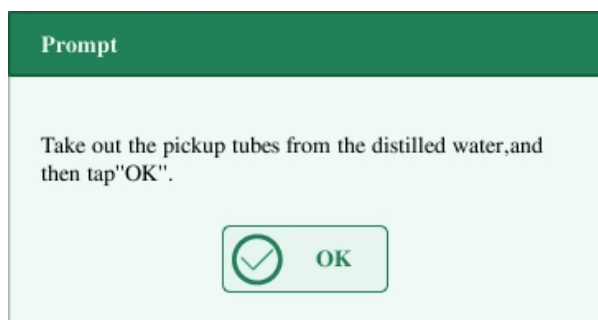 Prompt
Take out the pickup tubes from the distilled water,and
then tap"OK".
OK